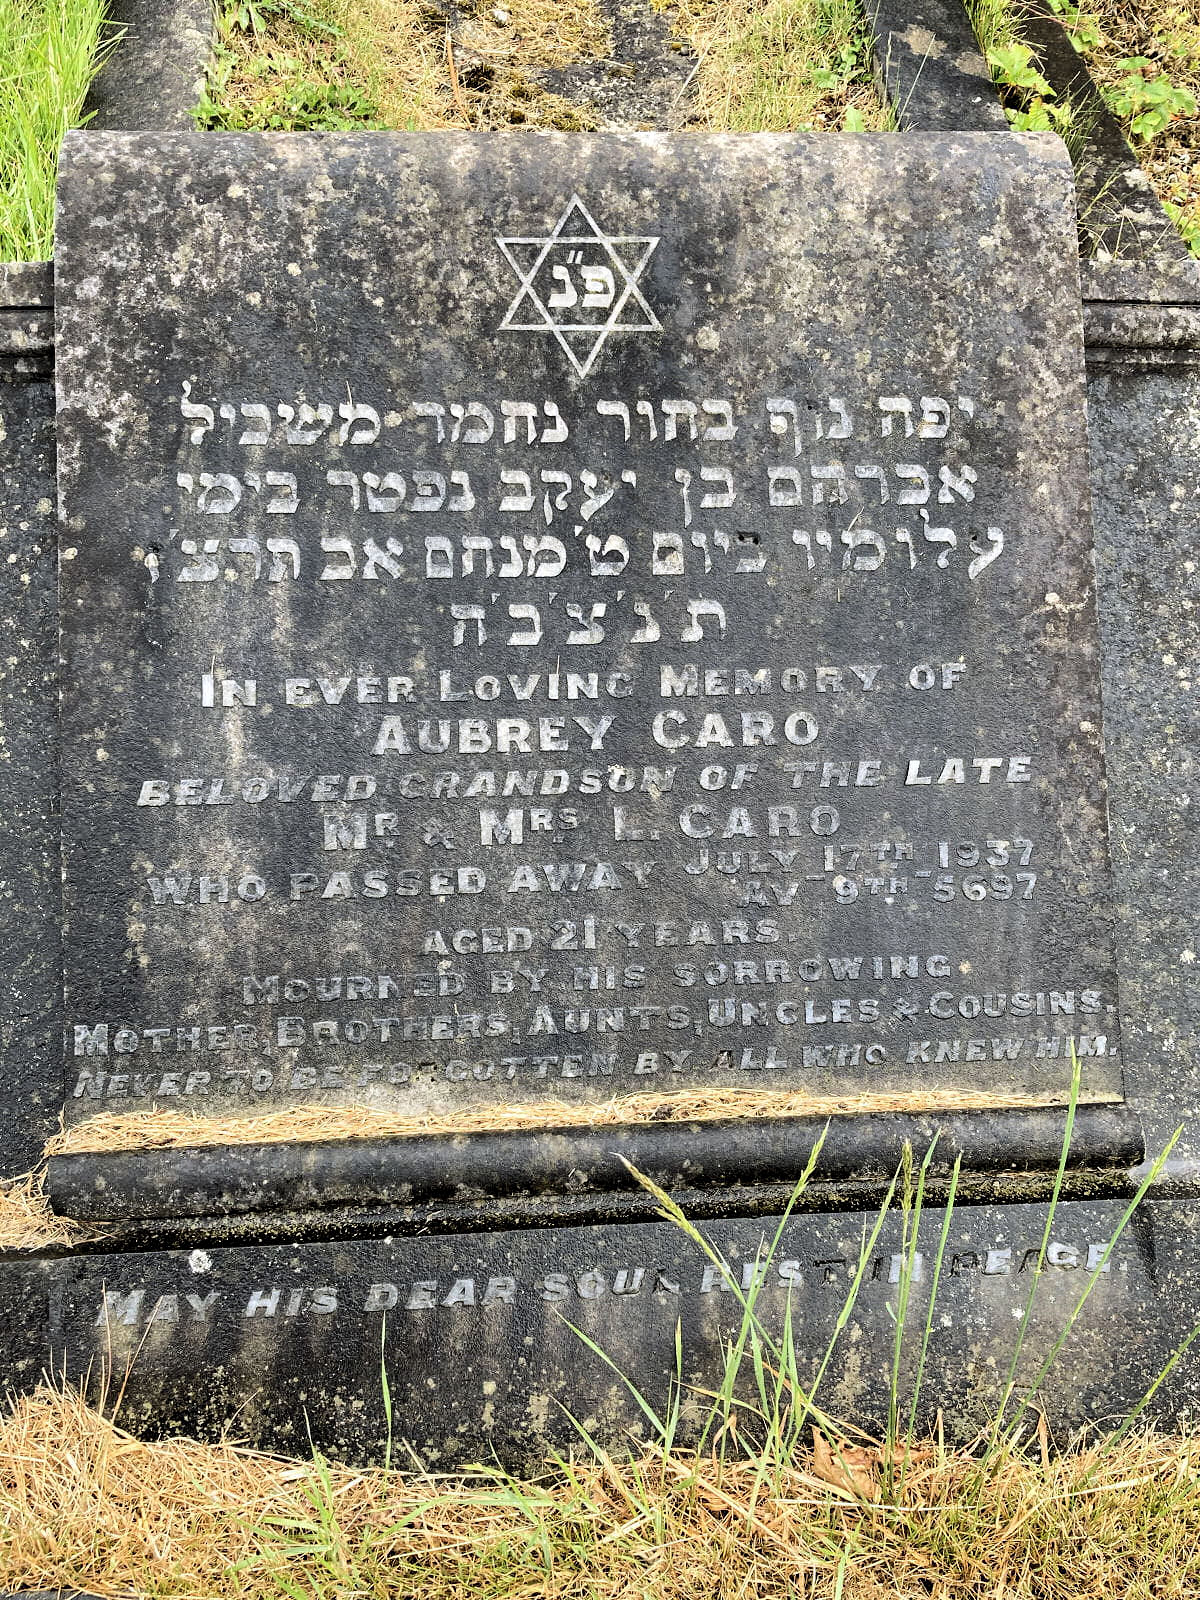 פ״נ
יפה נוף בחור נחמד משכיל
אברהם בן יעקב נפטר בימי
עלומיו ביום ט׳ מנחם אב תרצ׳ז
ת׳נ׳צ׳ב׳ה
IN EVER LOVING MEMORY OF
AUBREY CARO
BELOVED GRANDSON OF THE LATE
MR & MRS L. CARO
WHO PASSED AWAY JULY 17TH 1937
AV 9TH 5697
AGED 21 YEARS.
MOURNED BY HIS SORROWING
MOTHER, BROTHERS, AUNTS, UNCLES & COUSINS.
NEVER TO BE FORGOTTEN BY ALL WHO KNEW HIM.
MAY HIS DEAR SOUL REST IN PEACE.